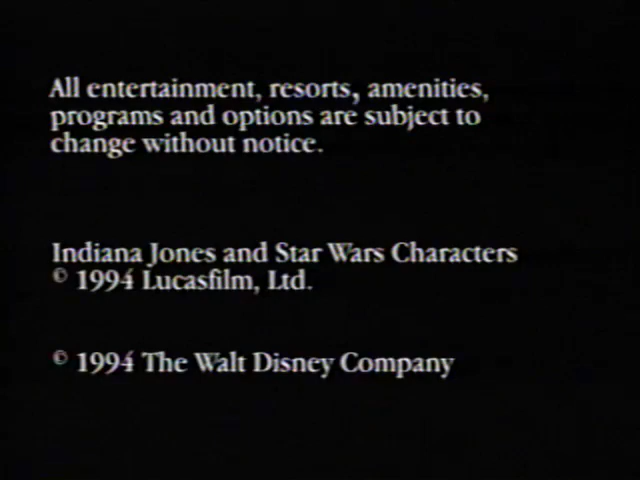 All entertainment, resorts, amenities,
programs and options are subject to
change without notice.
Indiana Jones and Star Wars Characters
© 1994 Lucasfilm, Ltd.
© 1994 The Walt Disney Company